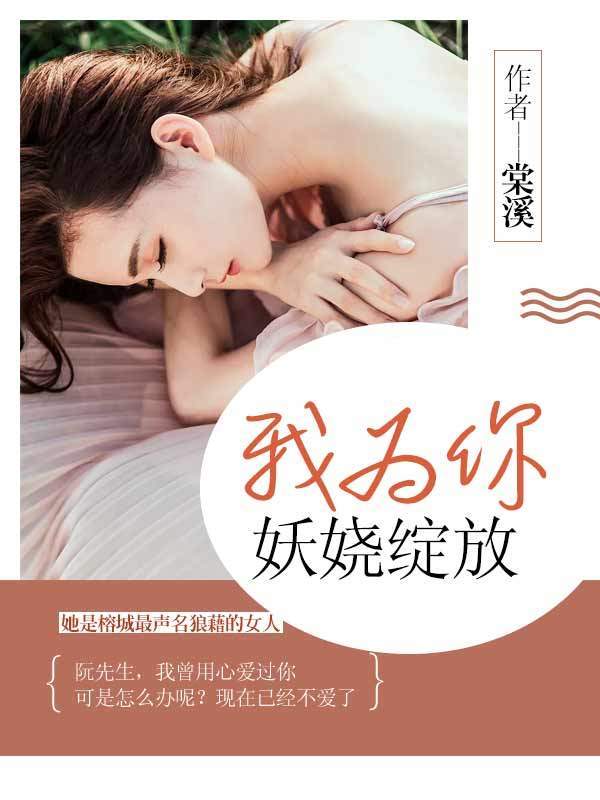 作者——棠溪
我为你
妖娆绽放
她是榕城最声名狼藉的女人
阮先生，我曾用心爱过你
可是怎么办呢？现在已经不爱了